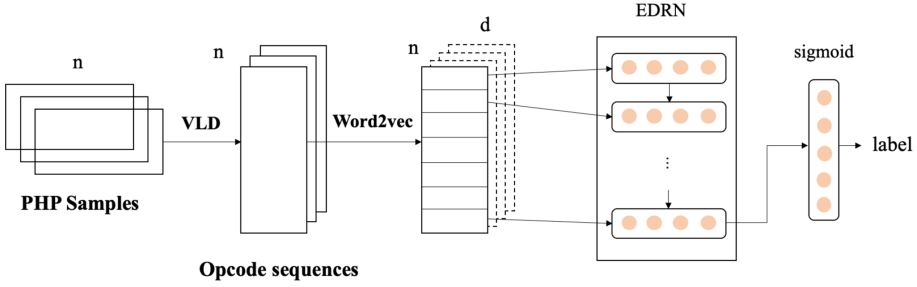 EDRN
n
n
n
d
sigmoid
VLD
Word2vec
label
PHP Samples
...
Opcode sequences